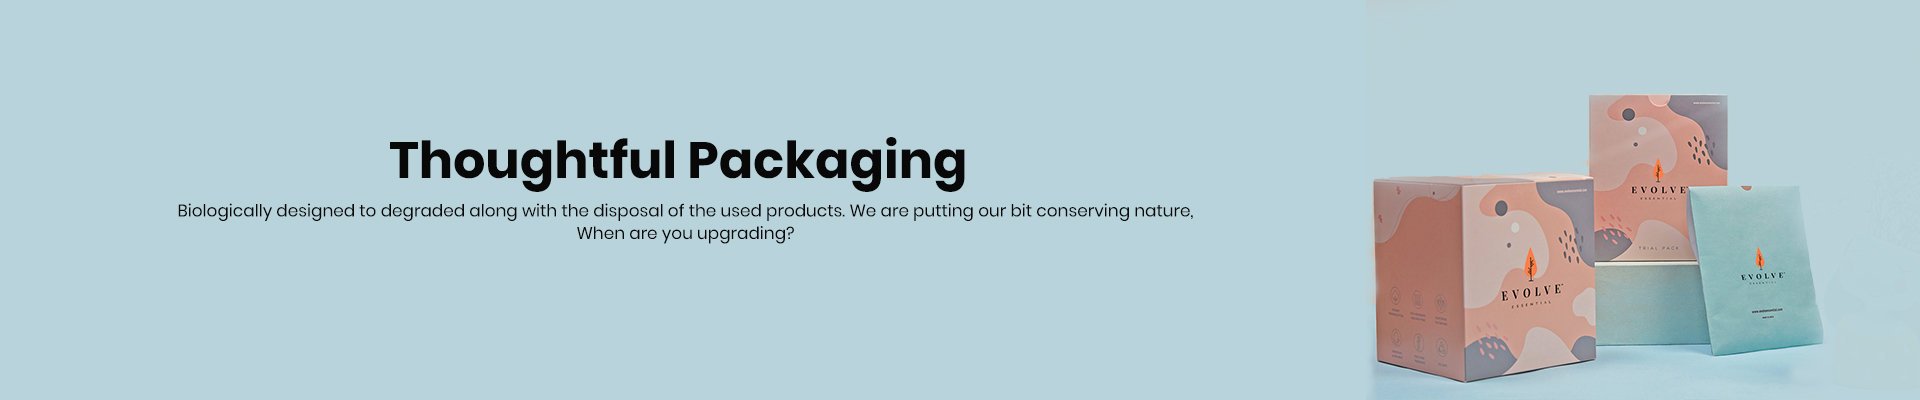 Thoughtful Packaging
Biologically designed to degraded along with the disposal of the used products. We are putting our bit conserving nature,
When are you upgrading?
EVOLVE
ESSENTIAL
TRIAL PACK
EVOLVE
ESSENTIAL
EVOLVE
ESSENTIAL